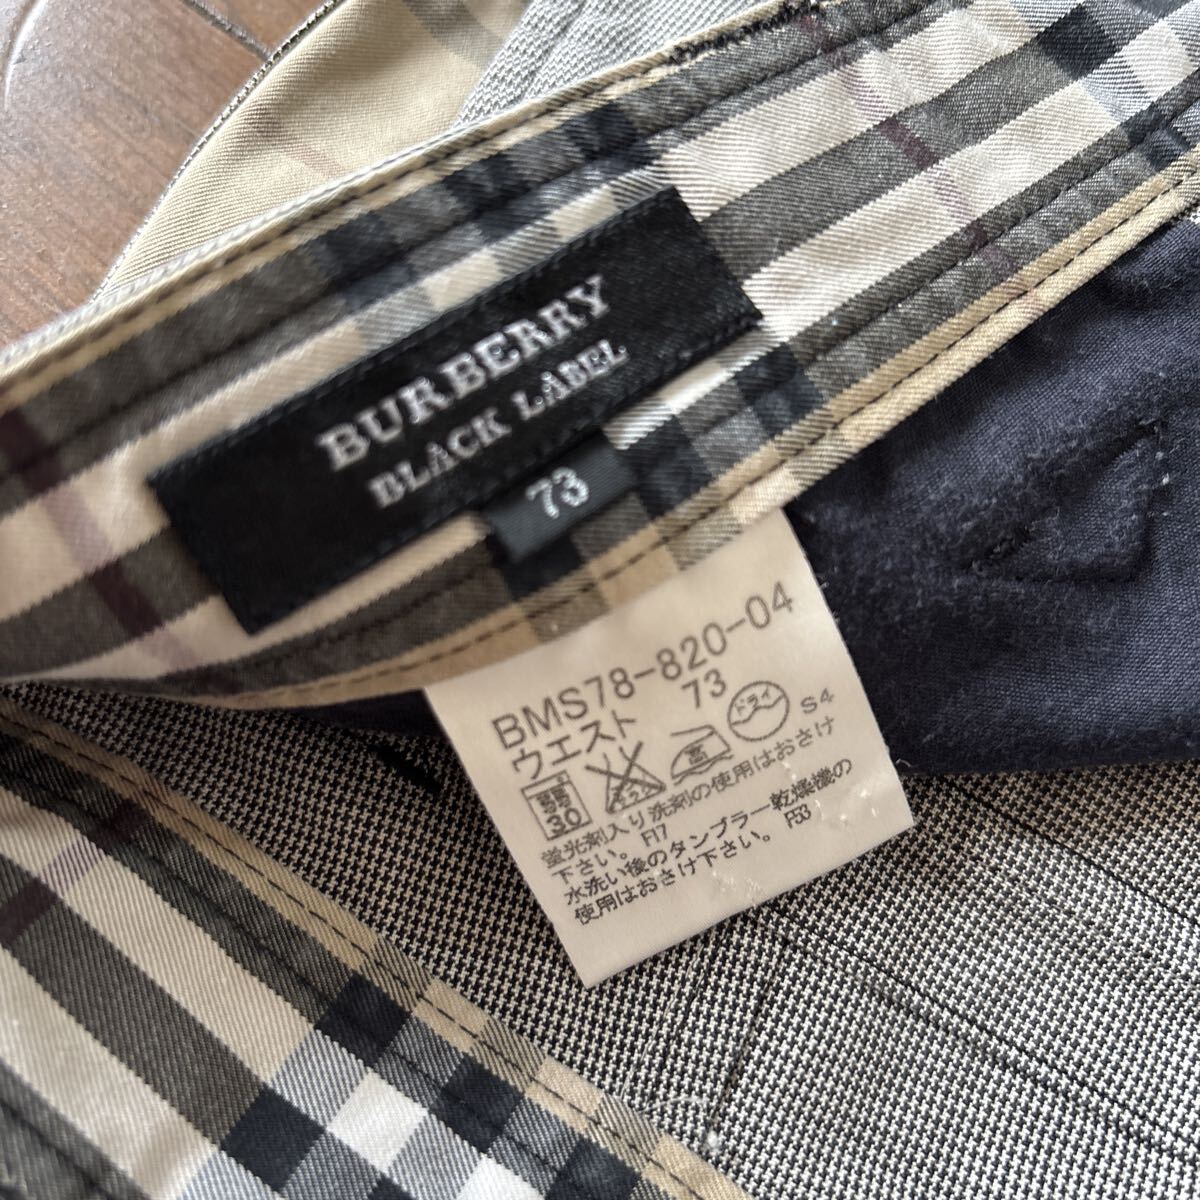 BURBERRY
BLACK LABEL
73
BMS78-820-04
ウエスト 73
30 ドライ S4
蛍光剤入り洗剤の使用はおさけ
下さい。F17
水洗い後のタンブラー乾燥機の
使用はおさけ下さい。F53